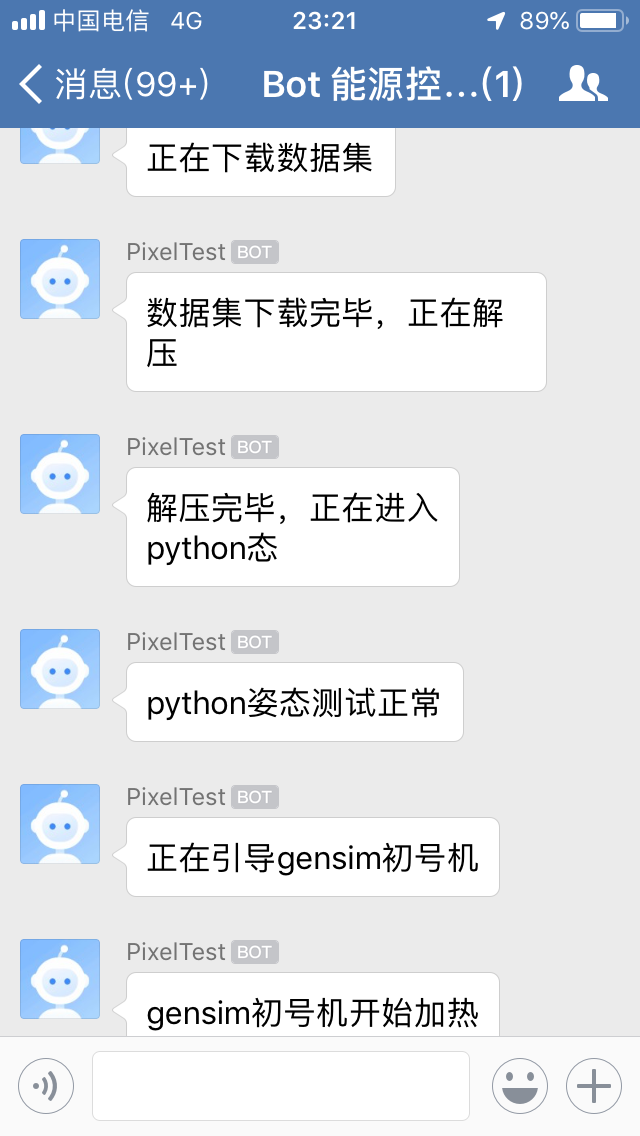 中国电信 4G 23:21 89%
消息(99+) Bot 能源控...(1)
正在下载数据集
PixelTest BOT
数据集下载完毕，正在解
压
PixelTest BOT
解压完毕，正在进入
python态
PixelTest BOT
python姿态测试正常
PixelTest BOT
正在引导gensim初号机
PixelTest BOT
gensim初号机开始加热